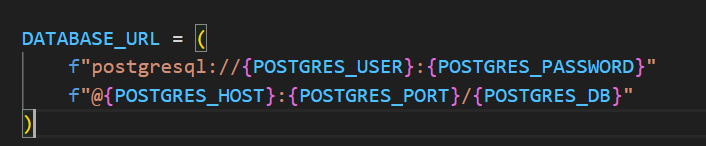 DATABASE_URL = (
    f"postgresql://{POSTGRES_USER}:{POSTGRES_PASSWORD}"
    f"@{POSTGRES_HOST}:{POSTGRES_PORT}/{POSTGRES_DB}"
)